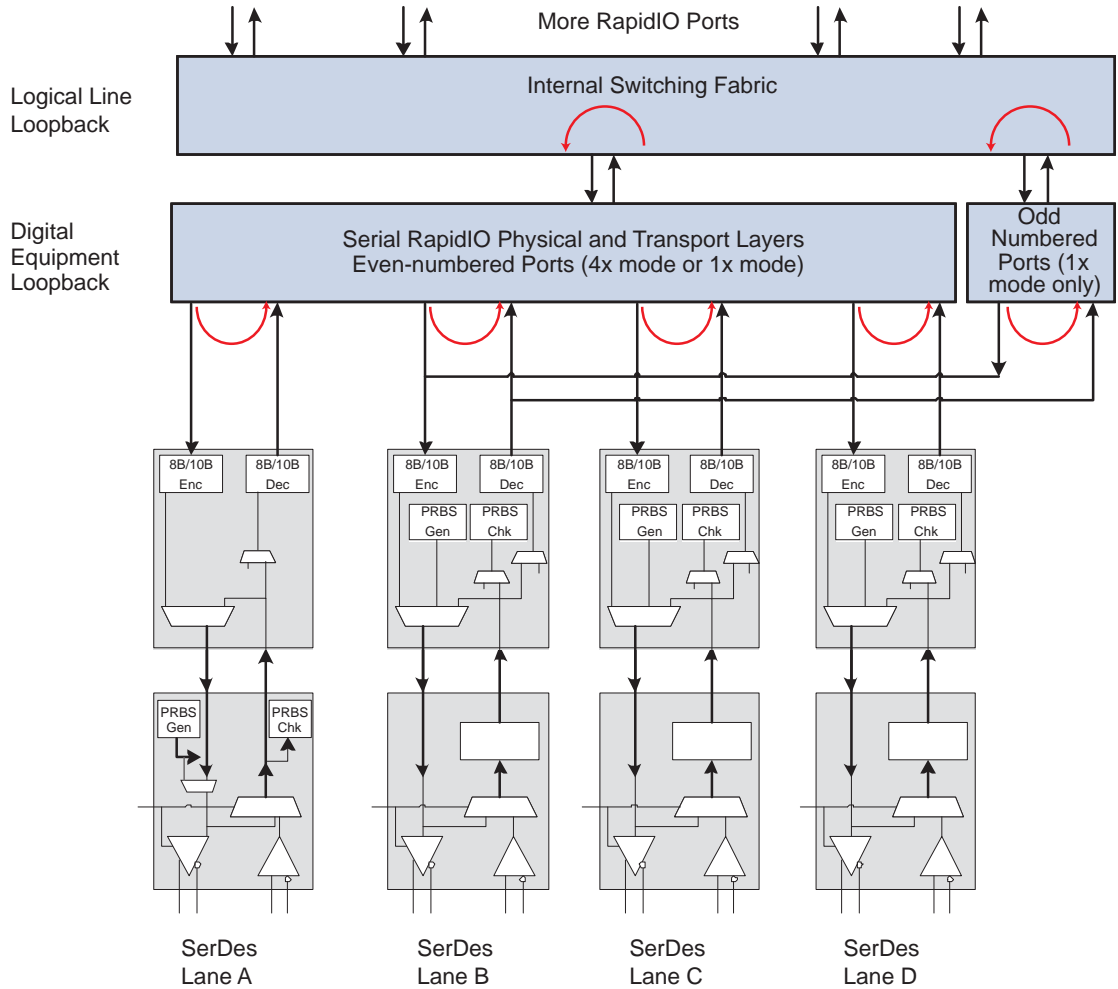 More RapidIO Ports
Internal Switching Fabric
Logical Line
Loopback
Digital
Equipment
Loopback
Serial RapidIO Physical and Transport Layers
Even-numbered Ports (4x mode or 1x mode)
Odd
Numbered
Ports (1x
mode only)
8B/10B
Enc
8B/10B
Dec
8B/10B
Enc
8B/10B
Dec
PRBS
Gen
PRBS
Chk
8B/10B
Enc
8B/10B
Dec
PRBS
Gen
PRBS
Chk
8B/10B
Enc
8B/10B
Dec
PRBS
Gen
PRBS
Chk
PRBS
Gen
PRBS
Chk
SerDes
Lane A
SerDes
Lane B
SerDes
Lane C
SerDes
Lane D